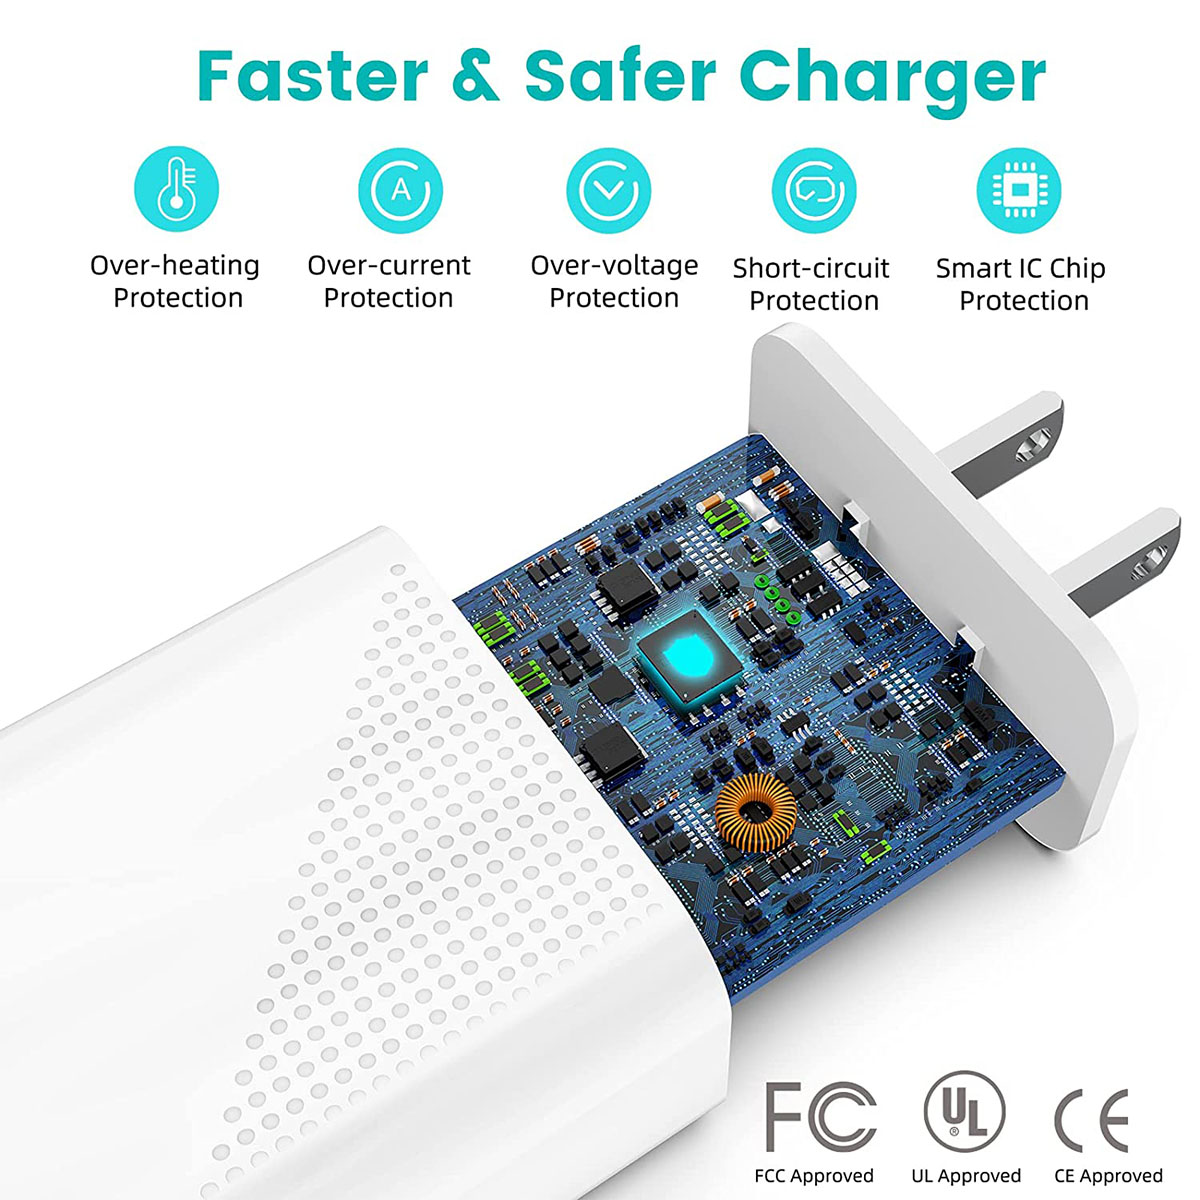 Faster & Safer Charger
A
Over-heating
Protection
Over-current
Protection
Over-voltage
Protection
Short-circuit
Protection
Smart IC Chip
Protection
FC
UL
®
CE
FCC Approved
UL Approved
CE Approved